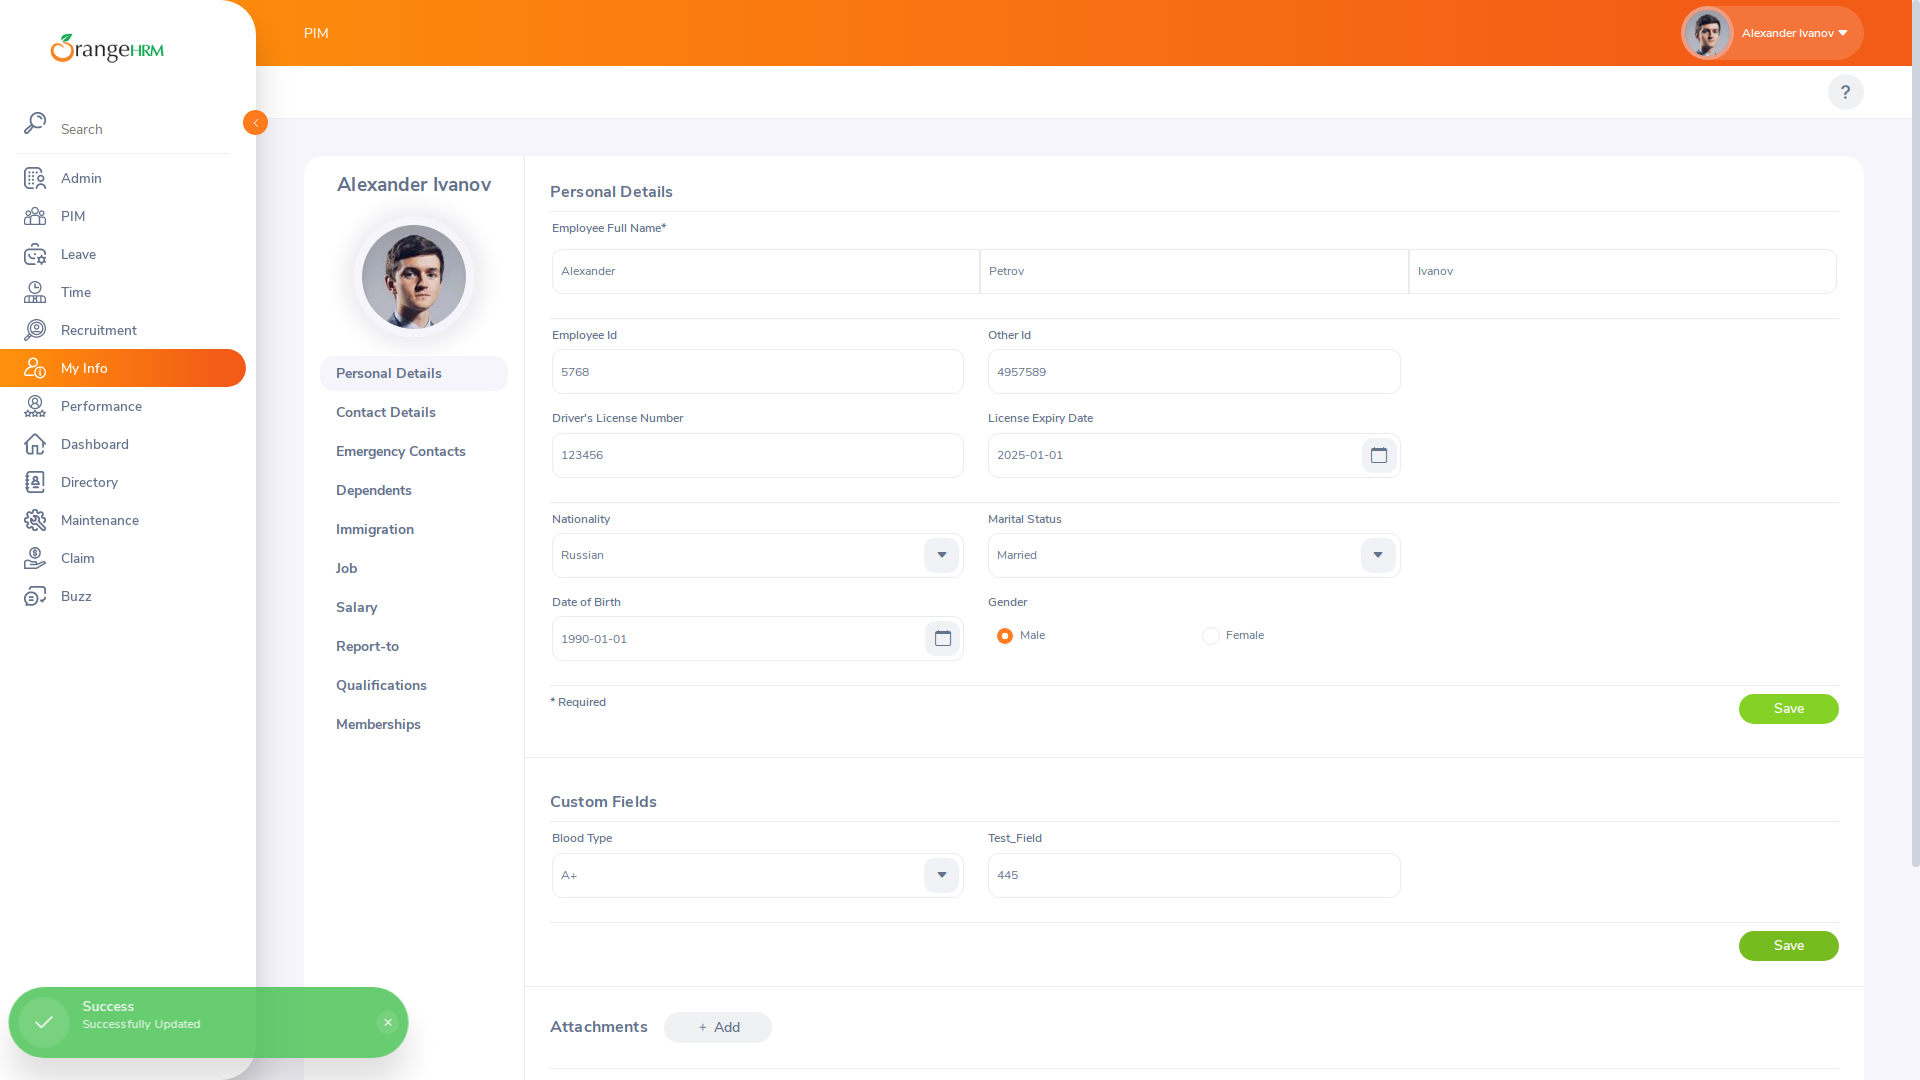 OrangeHRM
PIM
Alexander Ivanov
?
Search
Admin
PIM
Leave
Time
Recruitment
My Info
Performance
Dashboard
Directory
Maintenance
Claim
Buzz
Alexander Ivanov
Personal Details
Contact Details
Emergency Contacts
Dependents
Immigration
Job
Salary
Report-to
Qualifications
Memberships
Personal Details
Employee Full Name*
Alexander Petrov Ivanov
Employee Id Other Id
5768 4957589
Driver's License Number License Expiry Date
123456 2025-01-01
Nationality Marital Status
Russian Married
Date of Birth Gender
1990-01-01 Male Female
* Required Save
Custom Fields
Blood Type Test_Field
A+ 445
Save
Attachments + Add
Success
Successfully Updated